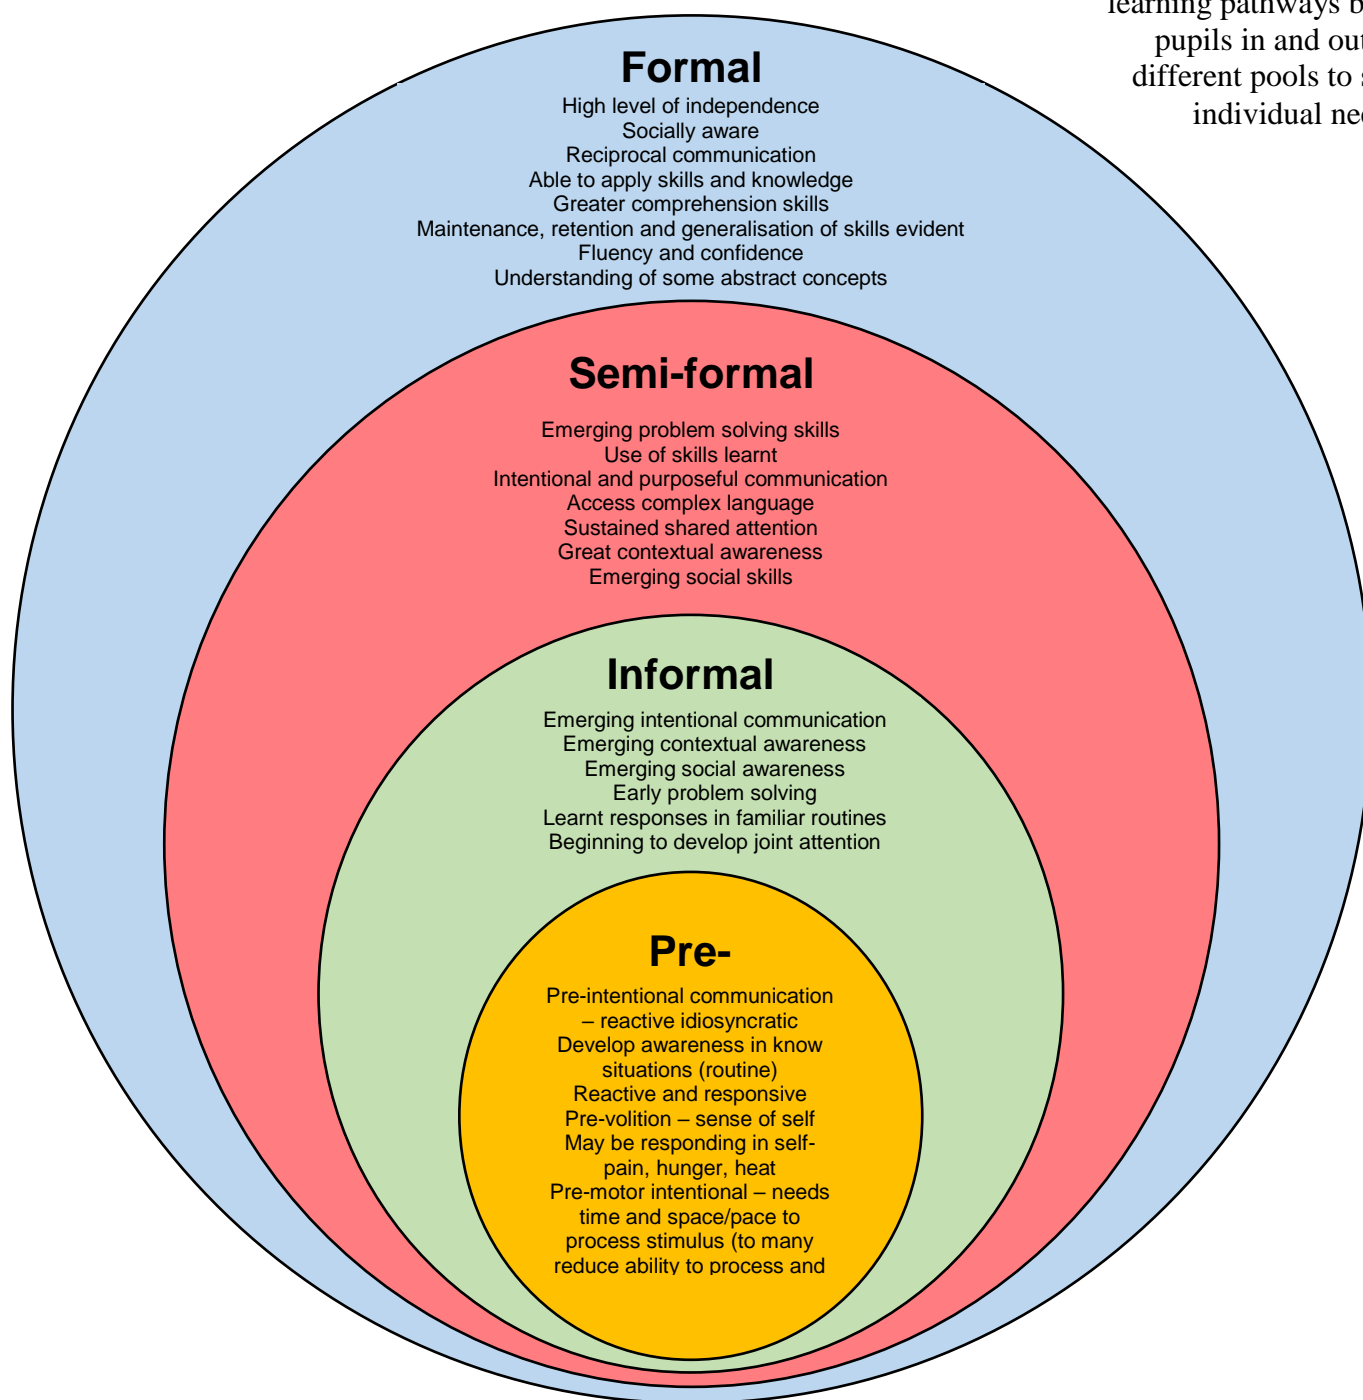 learning pathways b
pupils in and out
different pools to s
individual nee
Formal
High level of independence
Socially aware
Reciprocal communication
Able to apply skills and knowledge
Greater comprehension skills
Maintenance, retention and generalisation of skills evident
Fluency and confidence
Understanding of some abstract concepts
Semi-formal
Emerging problem solving skills
Use of skills learnt
Intentional and purposeful communication
Access complex language
Sustained shared attention
Great contextual awareness
Emerging social skills
Informal
Emerging intentional communication
Emerging contextual awareness
Emerging social awareness
Early problem solving
Learnt responses in familiar routines
Beginning to develop joint attention
Pre-
Pre-intentional communication
– reactive idiosyncratic
Develop awareness in know
situations (routine)
Reactive and responsive
Pre-volition – sense of self
May be responding in self-
pain, hunger, heat
Pre-motor intentional – needs
time and space/pace to
process stimulus (to many
reduce ability to process and